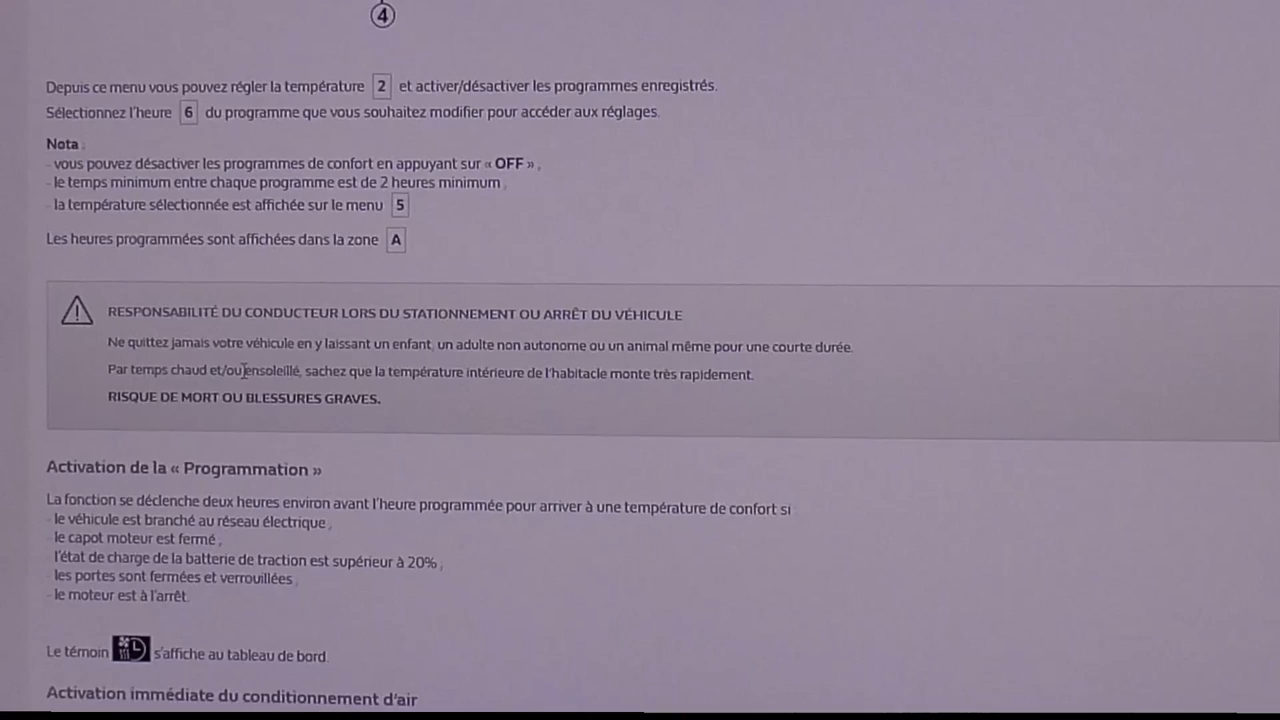 4
Depuis ce menu vous pouvez régler la température 2 et activer/désactiver les programmes enregistrés.
Sélectionnez l'heure 6 du programme que vous souhaitez modifier pour accéder aux réglages.
Nota :
- vous pouvez désactiver les programmes de confort en appuyant sur « OFF » ;
- le temps minimum entre chaque programme est de 2 heures minimum ;
- la température sélectionnée est affichée sur le menu 5
Les heures programmées sont affichées dans la zone A
RESPONSABILITÉ DU CONDUCTEUR LORS DU STATIONNEMENT OU ARRÊT DU VÉHICULE
Ne quittez jamais votre véhicule en y laissant un enfant, un adulte non autonome ou un animal même pour une courte durée.
Par temps chaud et/ou ensoleillé, sachez que la température intérieure de l'habitacle monte très rapidement.
RISQUE DE MORT OU BLESSURES GRAVES.
Activation de la « Programmation »
La fonction se déclenche deux heures environ avant l'heure programmée pour arriver à une température de confort si :
- le véhicule est branché au réseau électrique ;
- le capot moteur est fermé ;
- l'état de charge de la batterie de traction est supérieur à 20% ;
- les portes sont fermées et verrouillées ;
- le moteur est à l'arrêt.
Le témoin s'affiche au tableau de bord.
Activation immédiate du conditionnement d'air